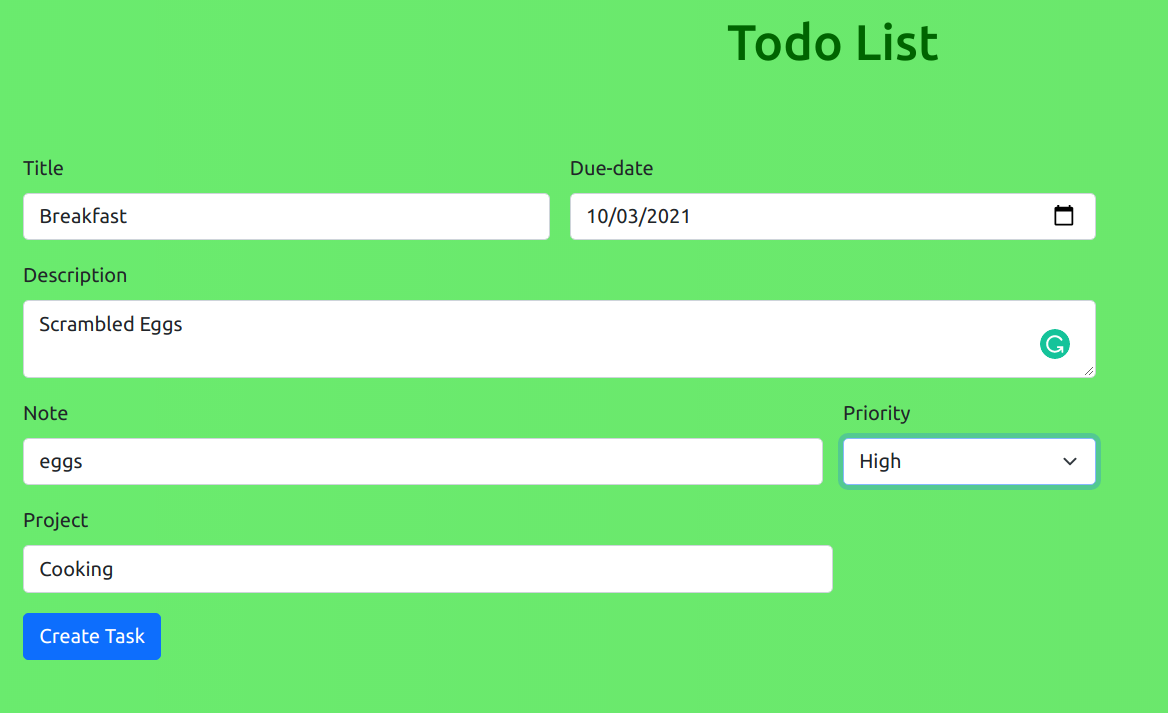 Todo List
Title
Due-date
Breakfast
10/03/2021
Description
Scrambled Eggs
Note
Priority
eggs
High
Project
Cooking
Create Task